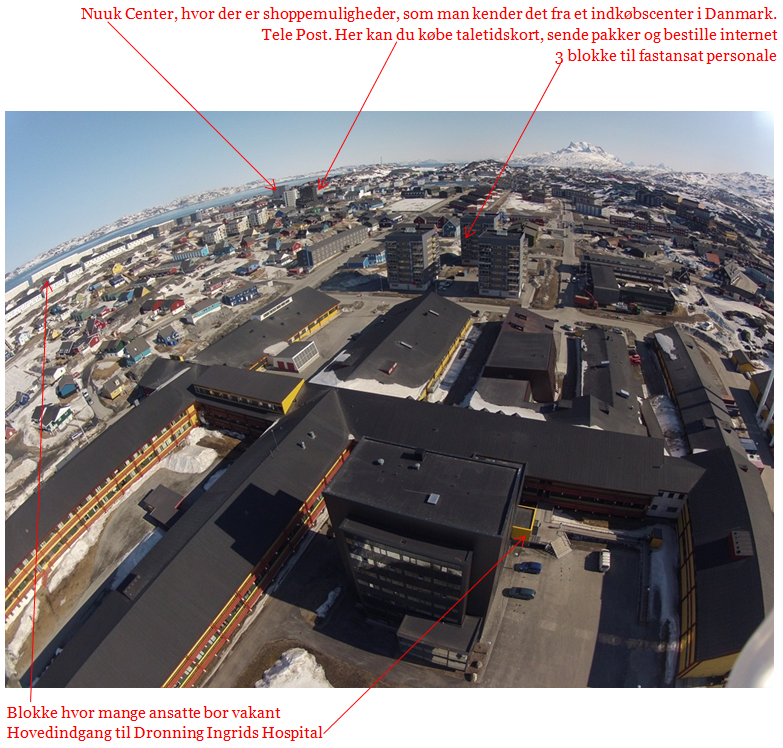 Nuuk Center, hvor der er shoppemuligheder, som man kender det fra et indkøbscenter i Danmark.
Tele Post. Her kan du købe taletidskort, sende pakker og bestille internet
3 blokke til fastansat personale
Blokke hvor mange ansatte bor vakant
Hovedindgang til Dronning Ingrids Hospital